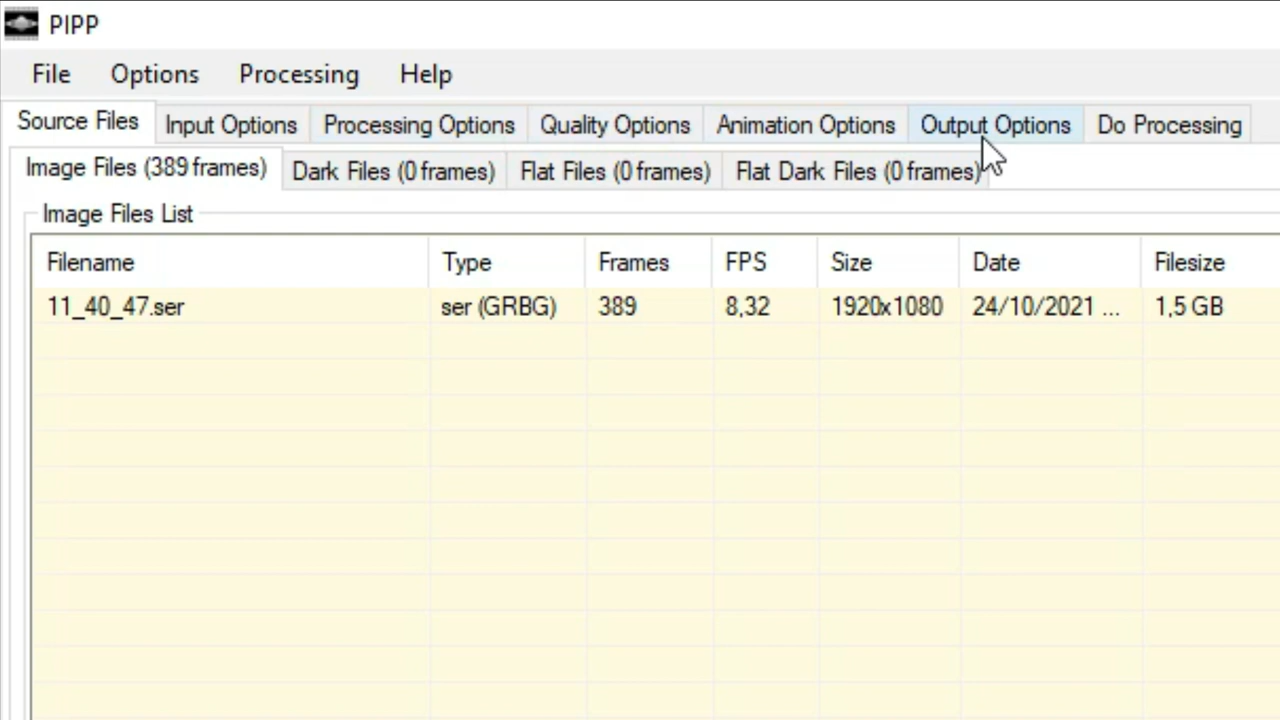 PIPP
File Options Processing Help
Source Files Input Options Processing Options Quality Options Animation Options Output Options Do Processing
Image Files (389 frames) Dark Files (0 frames) Flat Files (0 frames) Flat Dark Files (0 frames)
Image Files List
Filename Type Frames FPS Size Date Filesize
11_40_47.ser ser (GRBG) 389 8,32 1920x1080 24/10/2021 ... 1,5 GB